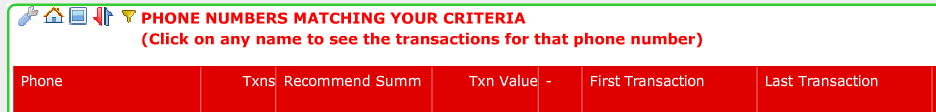 PHONE NUMBERS MATCHING YOUR CRITERIA
(Click on any name to see the transactions for that phone number)
Phone Txns Recommend Summ Txn Value - First Transaction Last Transaction